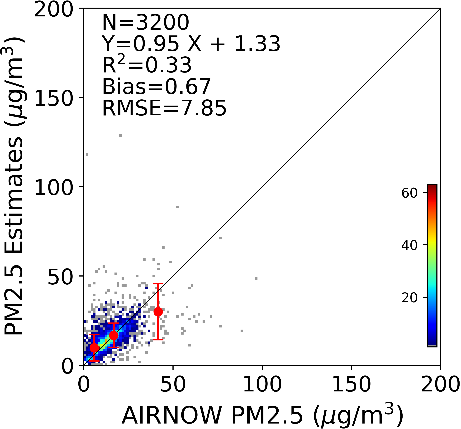 200
N=3200
Y=0.95 X + 1.33
R²=0.33
Bias=0.67
RMSE=7.85
150
100
50
0
PM2.5 Estimates (μg/m³)
60
40
20
0 50 100 150 200
AIRNOW PM2.5 (μg/m³)